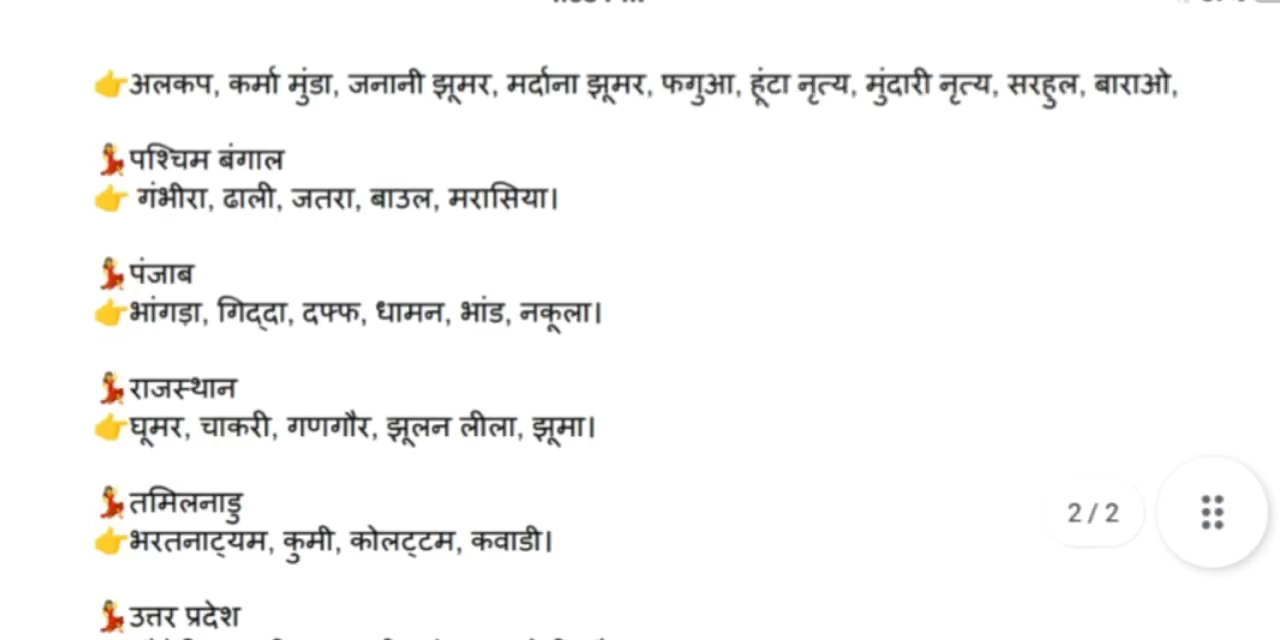 👉अलकप, कर्मा मुंडा, जनानी झूमर, मर्दाना झूमर, फगुआ, हूंटा नृत्य, मुंदारी नृत्य, सरहुल, बाराओ,
💃पश्चिम बंगाल
👉 गंभीरा, ढाली, जतरा, बाउल, मरासिया।
💃पंजाब
👉भांगड़ा, गिद्दा, दफ्फ, धामन, भांड, नकूला।
💃राजस्थान
👉घूमर, चाकरी, गणगौर, झूलन लीला, झूमा।
💃तमिलनाडु
2 / 2
👉भरतनाट्यम, कुमी, कोलट्टम, कवाडी।
💃उत्तर प्रदेश